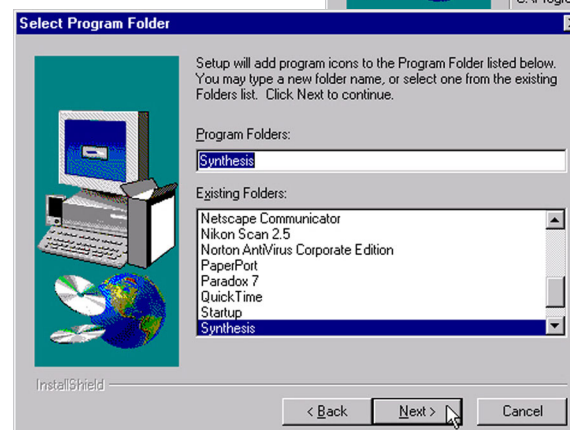 Select Program Folder
Setup will add program icons to the Program Folder listed below.
You may type a new folder name, or select one from the existing
Folders list. Click Next to continue.
Program Folders:
Synthesis
Existing Folders:
Netscape Communicator
Nikon Scan 2.5
Norton AntiVirus Corporate Edition
PaperPort
Paradox 7
QuickTime
Startup
Synthesis
InstallShield
< Back
Next >
Cancel